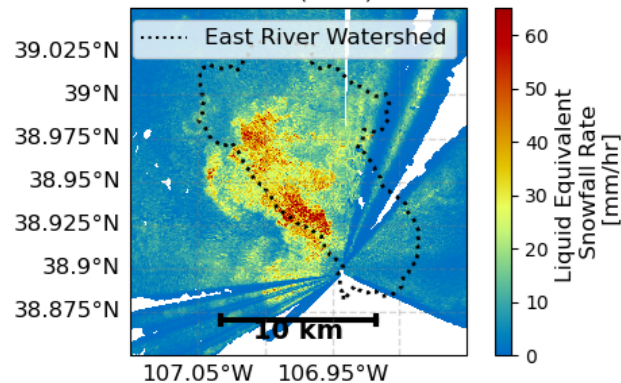 East River Watershed
39.025°N
39°N
38.975°N
38.95°N
38.925°N
38.9°N
38.875°N
10 km
107.05°W 106.95°W
60
50
40
30
20
10
0
Liquid Equivalent
Snowfall Rate
[mm/hr]